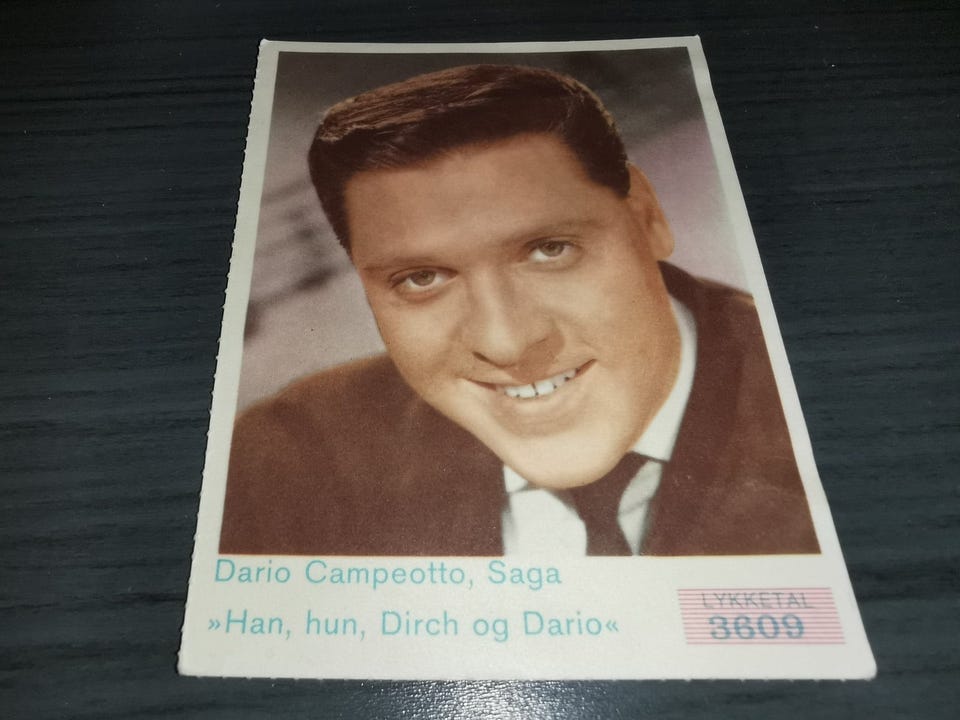 Dario Campeotto, Saga
»Han, hun, Dirch og Dario«
LYKKETAL
3609